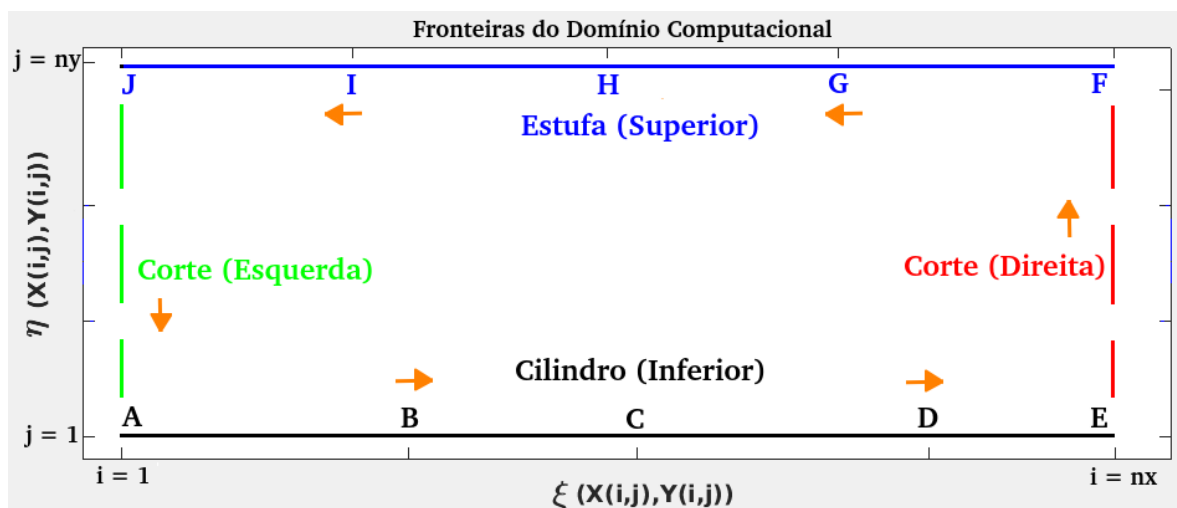 Fronteiras do Domínio Computacional
j = ny
J I H G F
Estufa (Superior)
η (X(i,j),Y(i,j))
Corte (Esquerda)
Corte (Direita)
Cilindro (Inferior)
A B C D E
j = 1
i = 1
i = nx
ξ (X(i,j),Y(i,j))